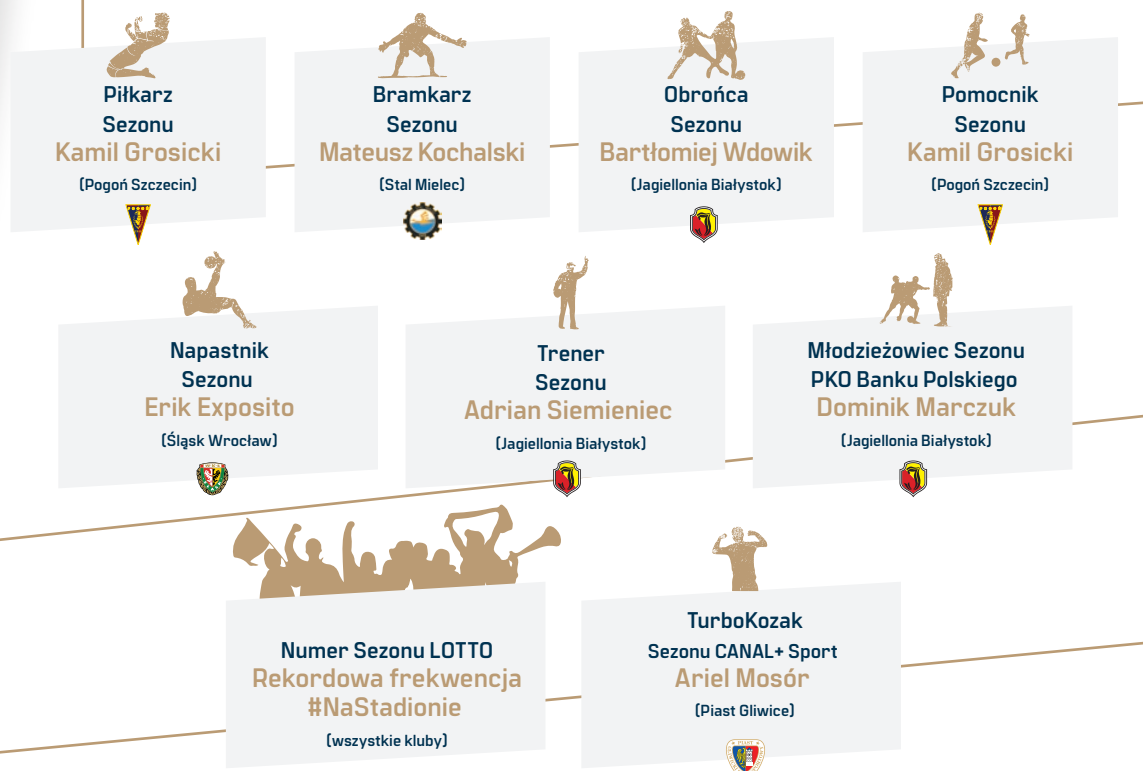 Piłkarz
Sezonu
Kamil Grosicki
(Pogoń Szczecin)
Bramkarz
Sezonu
Mateusz Kochalski
(Stal Mielec)
Obrońca
Sezonu
Bartłomiej Wdowik
(Jagiellonia Białystok)
Pomocnik
Sezonu
Kamil Grosicki
(Pogoń Szczecin)
Napastnik
Sezonu
Erik Exposito
(Śląsk Wrocław)
Trener
Sezonu
Adrian Siemieniec
(Jagiellonia Białystok)
Młodzieżowiec Sezonu
PKO Banku Polskiego
Dominik Marczuk
(Jagiellonia Białystok)
Numer Sezonu LOTTO
Rekordowa frekwencja
#NaStadionie
(wszystkie kluby)
TurboKozak
Sezonu CANAL+ Sport
Ariel Mosór
(Piast Gliwice)
PIAST